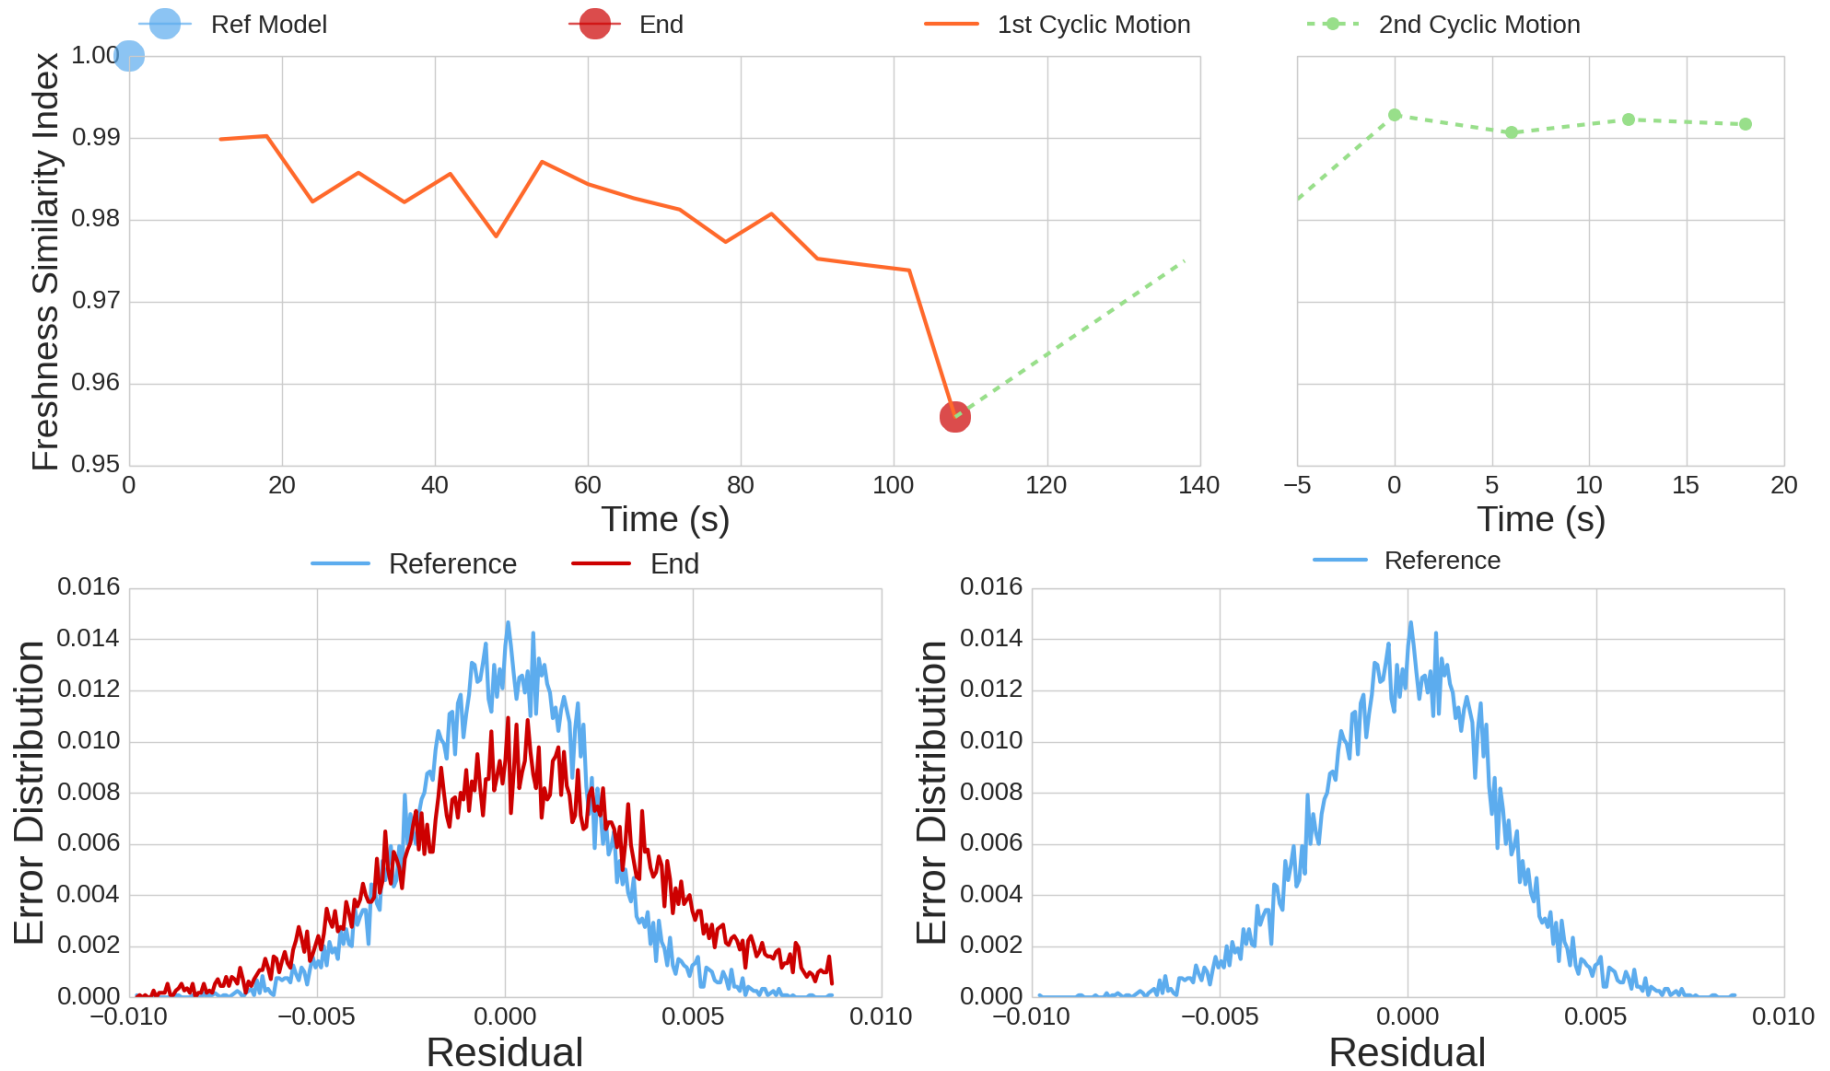 Ref Model End 1st Cyclic Motion 2nd Cyclic Motion
Freshness Similarity Index
1.00
0.99
0.98
0.97
0.96
0.95
0 20 40 60 80 100 120 140
Time (s)
−5 0 5 10 15 20
Time (s)
Reference End
Error Distribution
0.016
0.014
0.012
0.010
0.008
0.006
0.004
0.002
0.000
−0.010 −0.005 0.000 0.005 0.010
Residual
Reference
Error Distribution
0.016
0.014
0.012
0.010
0.008
0.006
0.004
0.002
0.000
−0.010 −0.005 0.000 0.005 0.010
Residual